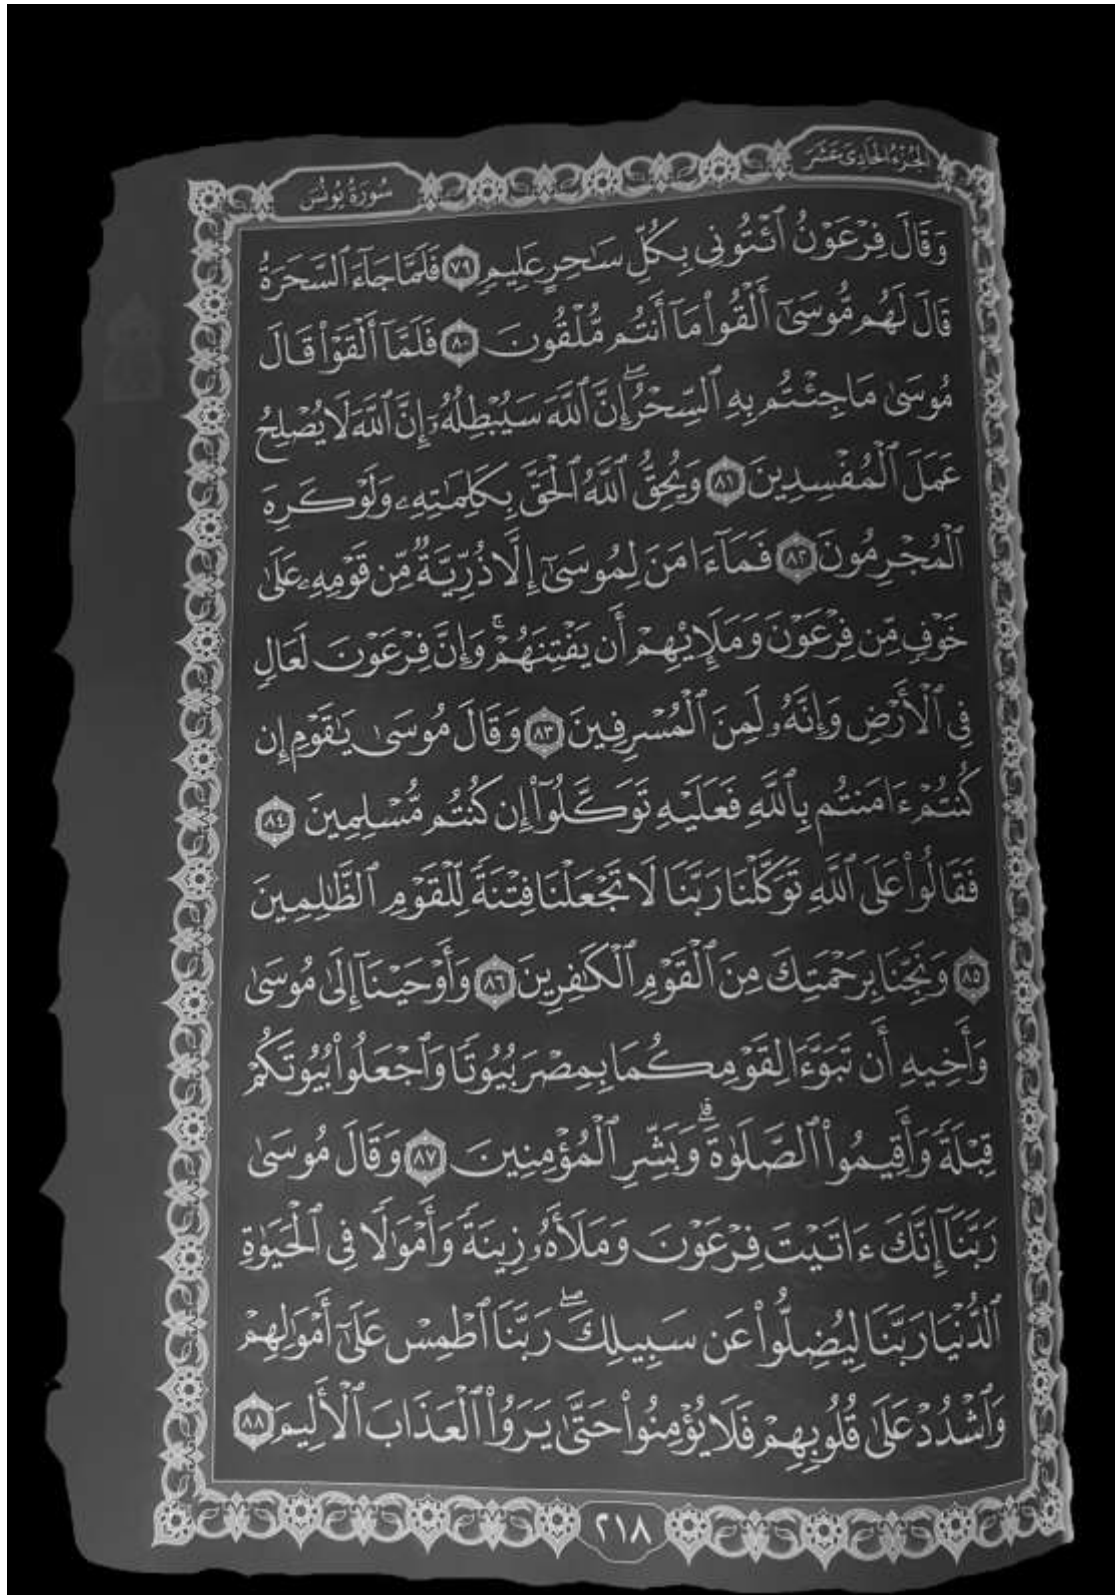 الجزء الحادي عشر
سورة يونس
وَقَالَ فِرْعَوْنُ ٱئْتُونِى بِكُلِّ سَٰحِرٍ عَلِيمٍ ٧٩ فَلَمَّا جَآءَ ٱلسَّحَرَةُ
قَالَ لَهُم مُّوسَىٰٓ أَلْقُوا۟ مَآ أَنتُم مُّلْقُونَ ٨٠ فَلَمَّآ أَلْقَوْا۟ قَالَ
مُوسَىٰ مَا جِئْتُم بِهِ ٱلسِّحْرُ ۖ إِنَّ ٱللَّهَ سَيُبْطِلُهُۥٓ إِنَّ ٱللَّهَ لَا يُصْلِحُ
عَمَلَ ٱلْمُفْسِدِينَ ٨١ وَيُحِقُّ ٱللَّهُ ٱلْحَقَّ بِكَلِمَٰتِهِۦ وَلَوْ كَرِهَ
ٱلْمُجْرِمُونَ ٨٢ فَمَآ ءَامَنَ لِمُوسَىٰٓ إِلَّا ذُرِّيَّةٌ مِّن قَوْمِهِۦ عَلَىٰ
خَوْفٍ مِّن فِرْعَوْنَ وَمَلَإِي۟هِمْ أَن يَفْتِنَهُمْ ۚ وَإِنَّ فِرْعَوْنَ لَعَالٍ
فِى ٱلْأَرْضِ وَإِنَّهُۥ لَمِنَ ٱلْمُسْرِفِينَ ٨٣ وَقَالَ مُوسَىٰ يَٰقَوْمِ إِن
كُنتُمْ ءَامَنتُم بِٱللَّهِ فَعَلَيْهِ تَوَكَّلُوٓا۟ إِن كُنتُم مُّسْلِمِينَ ٨٤
فَقَالُوا۟ عَلَى ٱللَّهِ تَوَكَّلْنَا رَبَّنَا لَا تَجْعَلْنَا فِتْنَةً لِّلْقَوْمِ ٱلظَّٰلِمِينَ
٨٥ وَنَجِّنَا بِرَحْمَتِكَ مِنَ ٱلْقَوْمِ ٱلْكَٰفِرِينَ ٨٦ وَأَوْحَيْنَآ إِلَىٰ مُوسَىٰ
وَأَخِيهِ أَن تَبَوَّءَا لِقَوْمِكُمَا بِمِصْرَ بُيُوتًا وَٱجْعَلُوا۟ بُيُوتَكُمْ
قِبْلَةً وَأَقِيمُوا۟ ٱلصَّلَوٰةَ ۗ وَبَشِّرِ ٱلْمُؤْمِنِينَ ٨٧ وَقَالَ مُوسَىٰ
رَبَّنَآ إِنَّكَ ءَاتَيْتَ فِرْعَوْنَ وَمَلَأَهُۥ زِينَةً وَأَمْوَٰلًا فِى ٱلْحَيَوٰةِ
ٱلدُّنْيَا رَبَّنَا لِيُضِلُّوا۟ عَن سَبِيلِكَ ۖ رَبَّنَا ٱطْمِسْ عَلَىٰٓ أَمْوَٰلِهِمْ
وَٱشْدُدْ عَلَىٰ قُلُوبِهِمْ فَلَا يُؤْمِنُوا۟ حَتَّىٰ يَرَوُا۟ ٱلْعَذَابَ ٱلْأَلِيمَ ٨٨
٢١٨